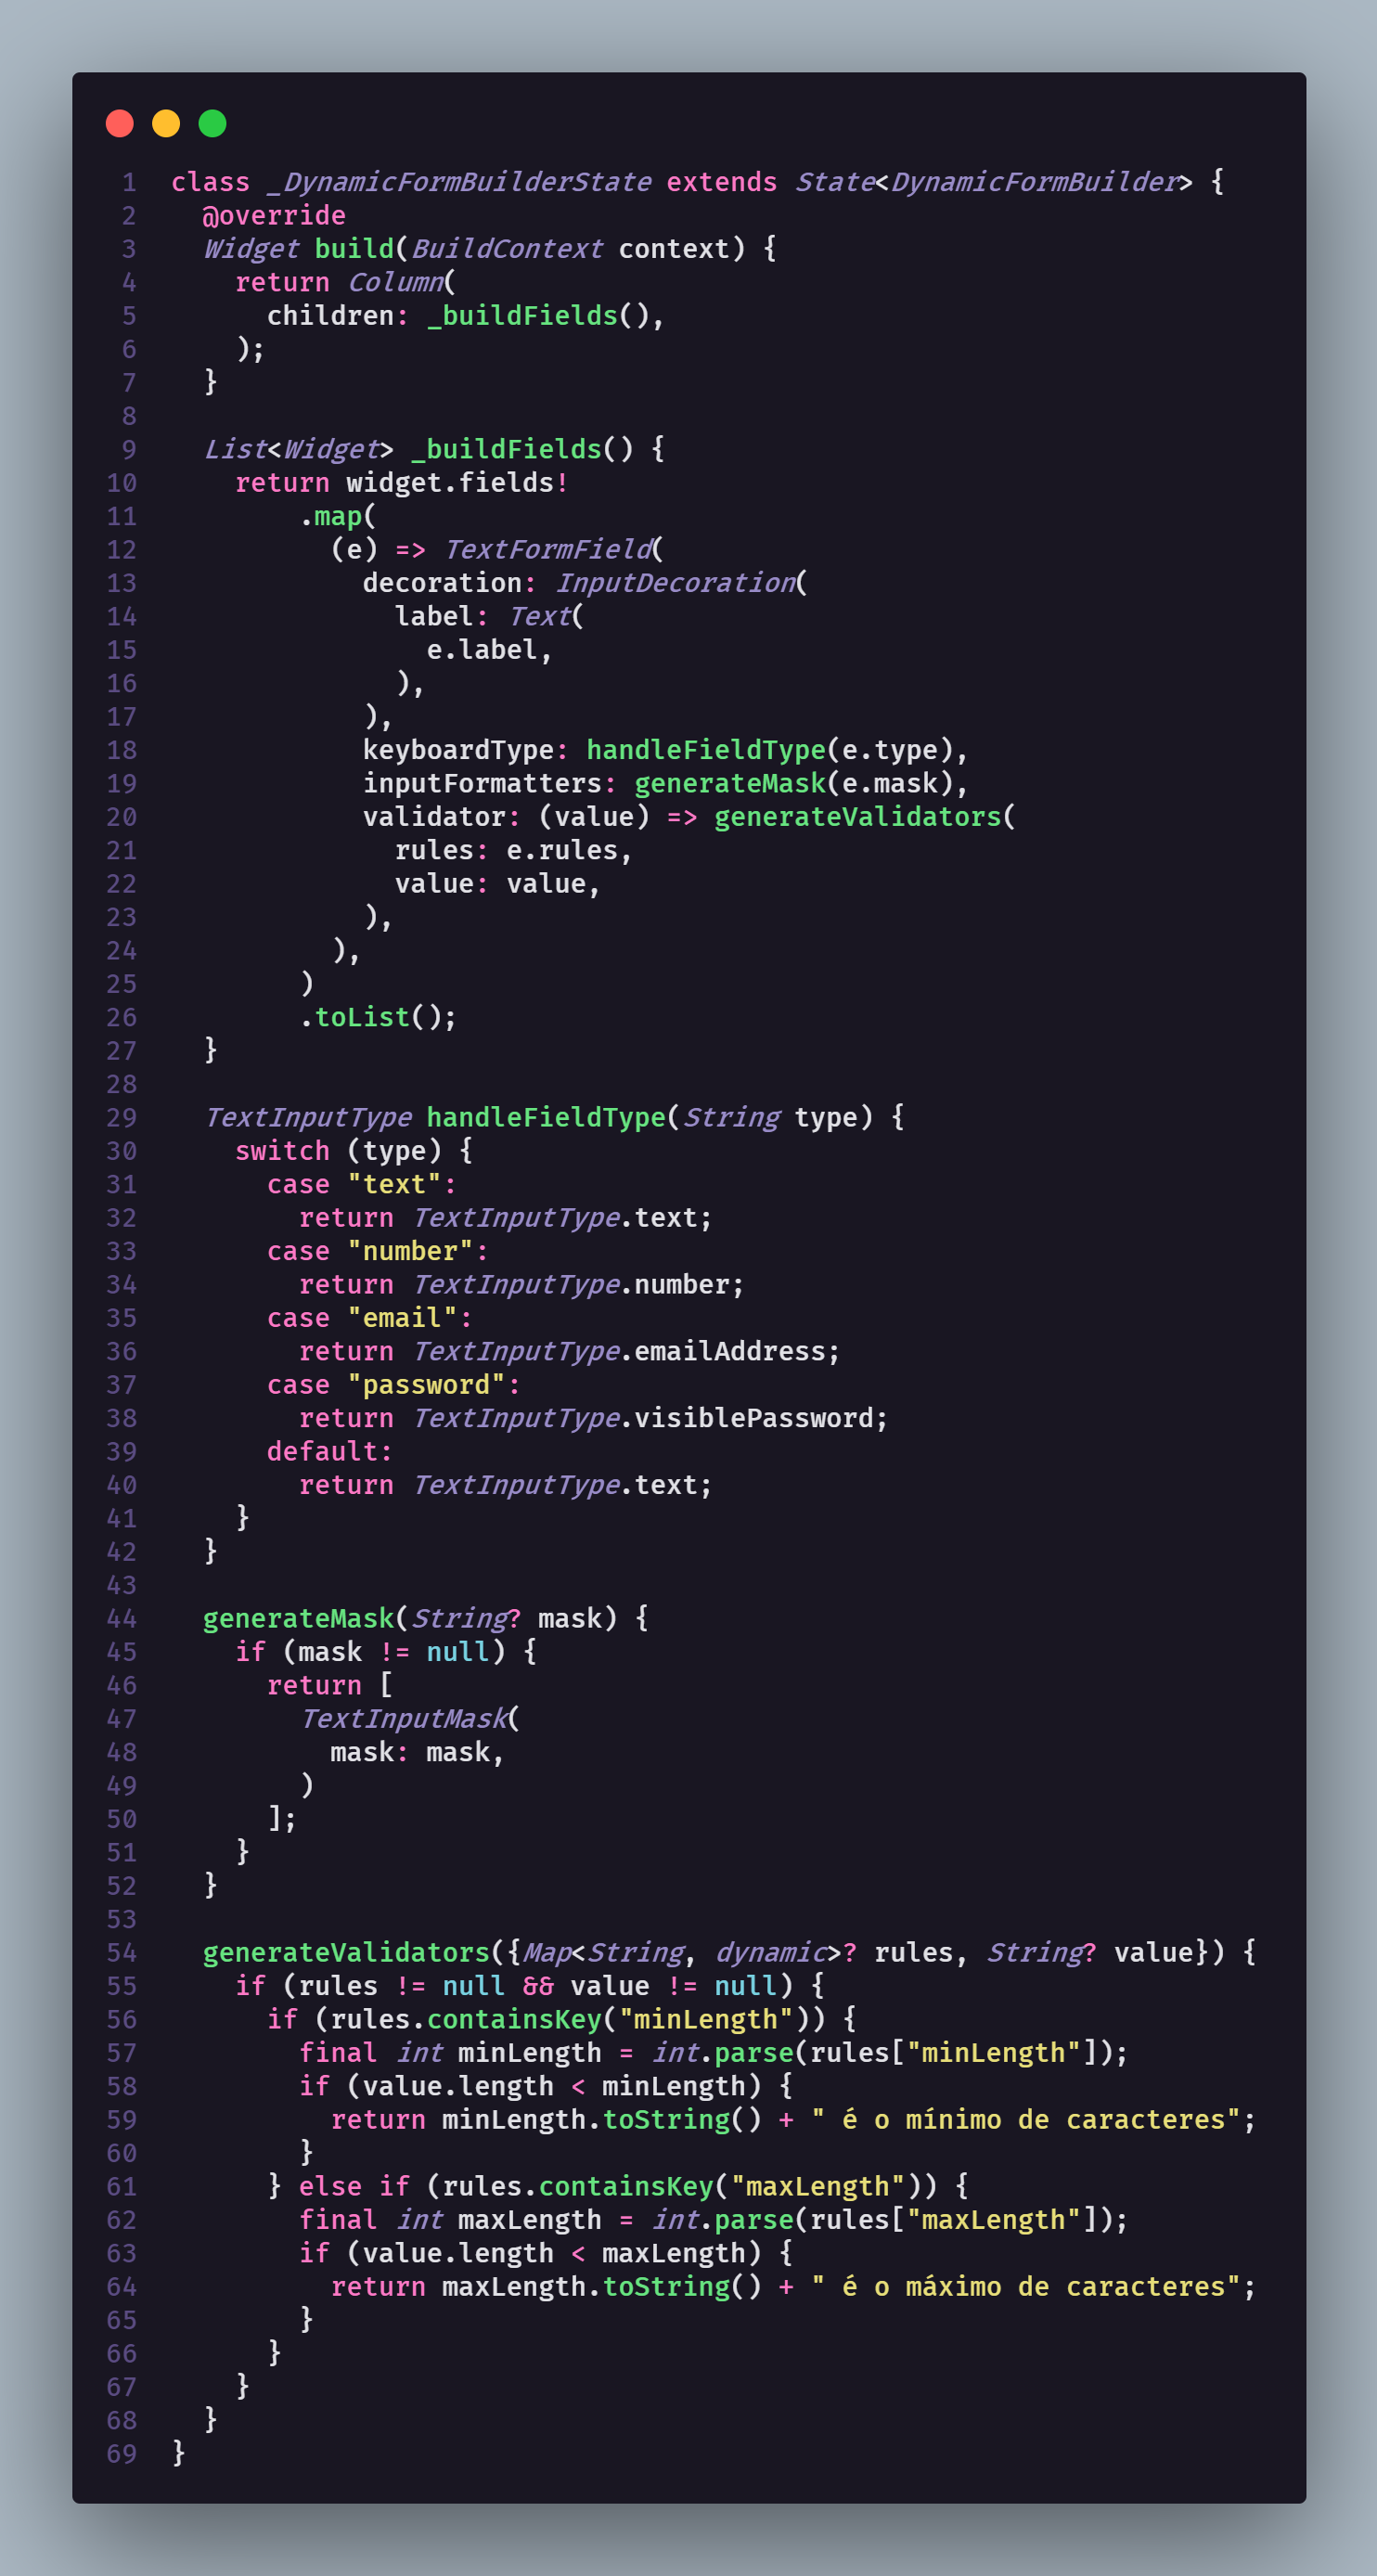 1 class _DynamicFormBuilderState extends State<DynamicFormBuilder> {
2   @override
3   Widget build(BuildContext context) {
4     return Column(
5       children: _buildFields(),
6     );
7   }
8
9   List<Widget> _buildFields() {
10     return widget.fields!
11         .map(
12           (e) => TextFormField(
13             decoration: InputDecoration(
14               label: Text(
15                 e.label,
16               ),
17             ),
18             keyboardType: handleFieldType(e.type),
19             inputFormatters: generateMask(e.mask),
20             validator: (value) => generateValidators(
21               rules: e.rules,
22               value: value,
23             ),
24           ),
25         )
26         .toList();
27   }
28
29   TextInputType handleFieldType(String type) {
30     switch (type) {
31       case "text":
32         return TextInputType.text;
33       case "number":
34         return TextInputType.number;
35       case "email":
36         return TextInputType.emailAddress;
37       case "password":
38         return TextInputType.visiblePassword;
39       default:
40         return TextInputType.text;
41     }
42   }
43
44   generateMask(String? mask) {
45     if (mask != null) {
46       return [
47         TextInputMask(
48           mask: mask,
49         )
50       ];
51     }
52   }
53
54   generateValidators({Map<String, dynamic>? rules, String? value}) {
55     if (rules != null && value != null) {
56       if (rules.containsKey("minLength")) {
57         final int minLength = int.parse(rules["minLength"]);
58         if (value.length < minLength) {
59           return minLength.toString() + " é o mínimo de caracteres";
60         }
61       } else if (rules.containsKey("maxLength")) {
62         final int maxLength = int.parse(rules["maxLength"]);
63         if (value.length < maxLength) {
64           return maxLength.toString() + " é o máximo de caracteres";
65         }
66       }
67     }
68   }
69 }